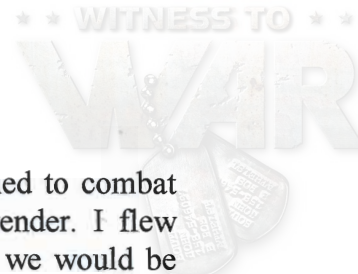 WITNESS TO
WAR
ed to combat
ender. I flew
we would be